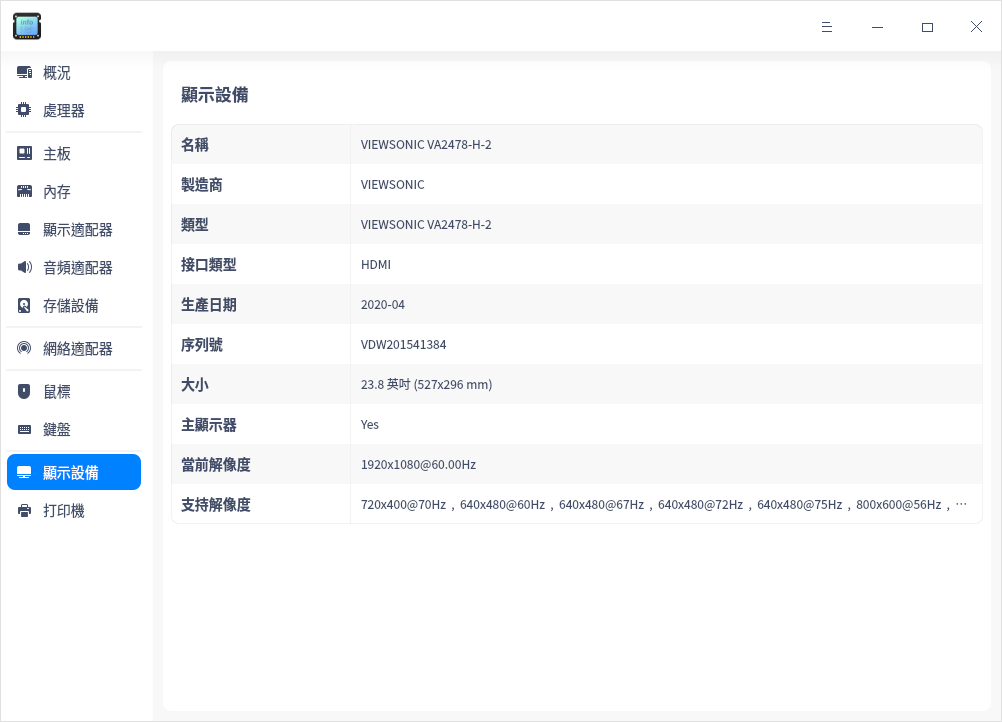 info
概況
處理器
主板
內存
顯示適配器
音頻適配器
存儲設備
網絡適配器
鼠標
鍵盤
顯示設備
打印機
顯示設備
名稱 VIEWSONIC VA2478-H-2
製造商 VIEWSONIC
類型 VIEWSONIC VA2478-H-2
接口類型 HDMI
生產日期 2020-04
序列號 VDW201541384
大小 23.8 英吋 (527x296 mm)
主顯示器 Yes
當前解像度 1920x1080@60.00Hz
支持解像度 720x400@70Hz , 640x480@60Hz , 640x480@67Hz , 640x480@72Hz , 640x480@75Hz , 800x600@56Hz , …